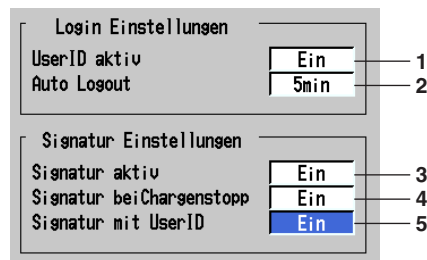 Login Einstellungen
UserID aktiv Ein 1
Auto Logout 5min 2
Signatur Einstellungen
Signatur aktiv Ein 3
Signatur beiChargenstopp Ein 4
Signatur mit UserID Ein 5